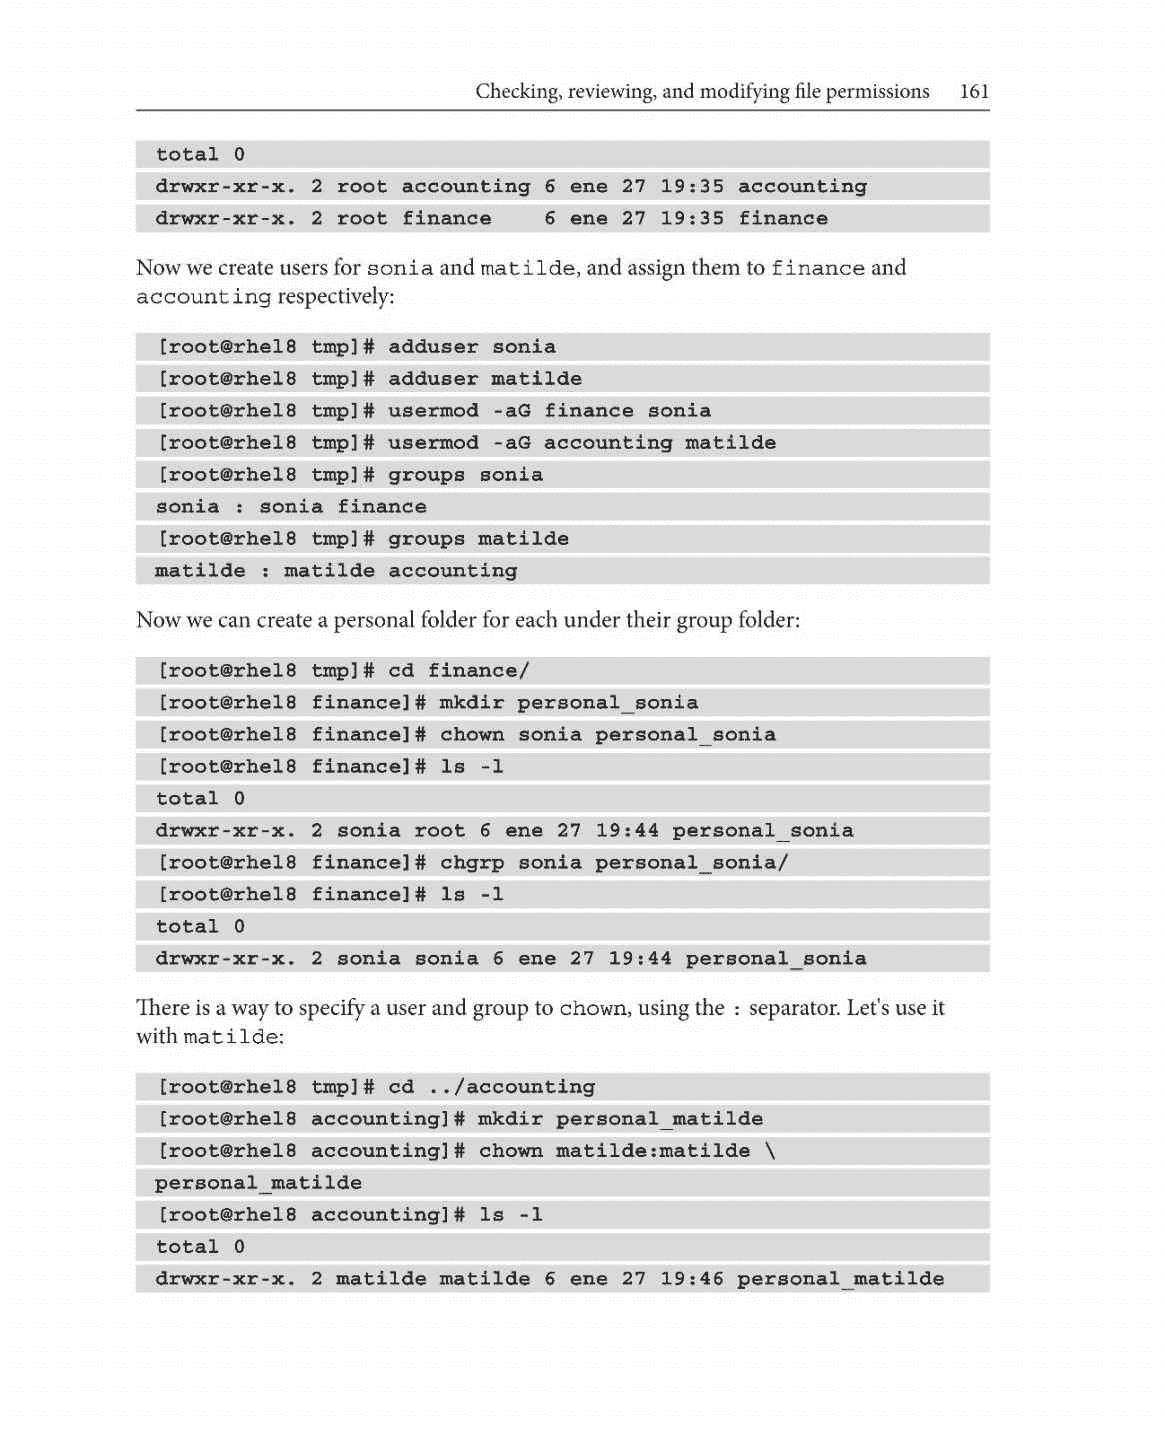 Checking, reviewing, and modifying file permissions 161
total 0
drwxr-xr-x. 2 root accounting 6 ene 27 19:35 accounting
drwxr-xr-x. 2 root finance    6 ene 27 19:35 finance
Now we create users for sonia and matilde, and assign them to finance and
accounting respectively:
[root@rhel8 tmp]# adduser sonia
[root@rhel8 tmp]# adduser matilde
[root@rhel8 tmp]# usermod -aG finance sonia
[root@rhel8 tmp]# usermod -aG accounting matilde
[root@rhel8 tmp]# groups sonia
sonia : sonia finance
[root@rhel8 tmp]# groups matilde
matilde : matilde accounting
Now we can create a personal folder for each under their group folder:
[root@rhel8 tmp]# cd finance/
[root@rhel8 finance]# mkdir personal_sonia
[root@rhel8 finance]# chown sonia personal_sonia
[root@rhel8 finance]# ls -l
total 0
drwxr-xr-x. 2 sonia root 6 ene 27 19:44 personal_sonia
[root@rhel8 finance]# chgrp sonia personal_sonia/
[root@rhel8 finance]# ls -l
total 0
drwxr-xr-x. 2 sonia sonia 6 ene 27 19:44 personal_sonia
There is a way to specify a user and group to chown, using the : separator. Let's use it
with matilde:
[root@rhel8 tmp]# cd ../accounting
[root@rhel8 accounting]# mkdir personal_matilde
[root@rhel8 accounting]# chown matilde:matilde \
personal_matilde
[root@rhel8 accounting]# ls -l
total 0
drwxr-xr-x. 2 matilde matilde 6 ene 27 19:46 personal_matilde